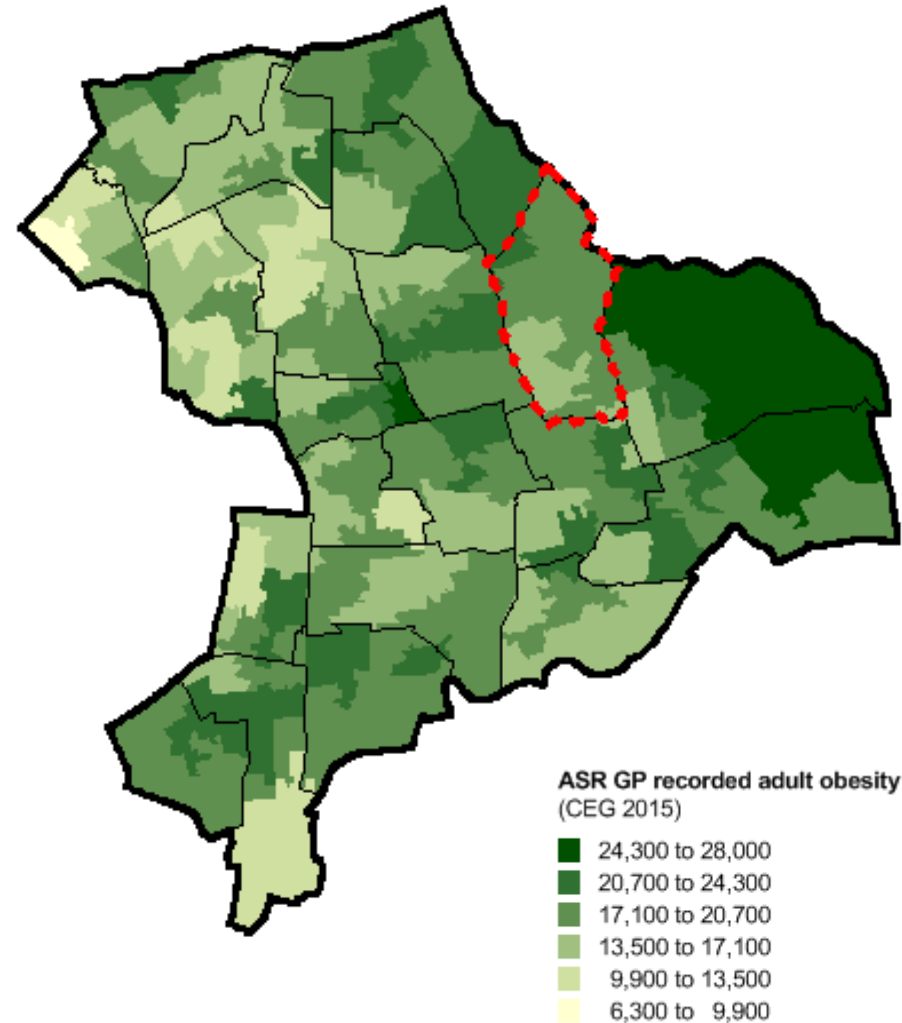 ASR GP recorded adult obesity
(CEG 2015)
24,300 to 28,000
20,700 to 24,300
17,100 to 20,700
13,500 to 17,100
9,900 to 13,500
6,300 to 9,900